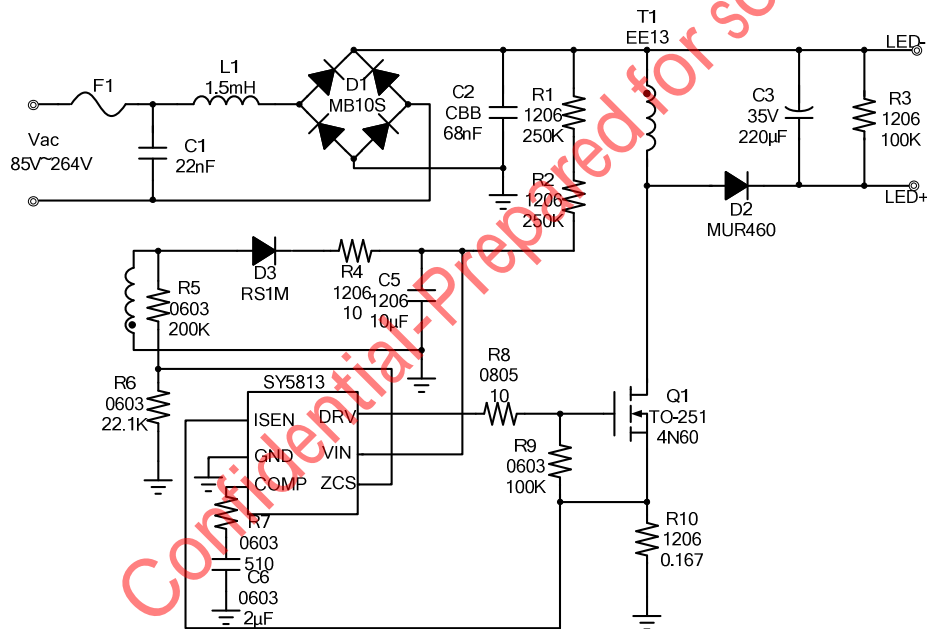 T1
EE13
LED-
F1
L1
1.5mH
D1
MB10S
C2
CBB
68nF
R1
1206
250K
C3
35V
220µF
R3
1206
100K
Vac
85V~264V
C1
22nF
R2
1206
250K
D2
MUR460
LED+
D3
RS1M
R4
1206
10
C5
1206
10µF
R5
0603
200K
R6
0603
22.1K
SY5813
ISEN
GND
COMP
DRV
VIN
ZCS
R8
0805
10
R9
0603
100K
Q1
TO-251
4N60
R7
0603
510
C6
0603
2µF
R10
1206
0.167
Confidential-Prepared for